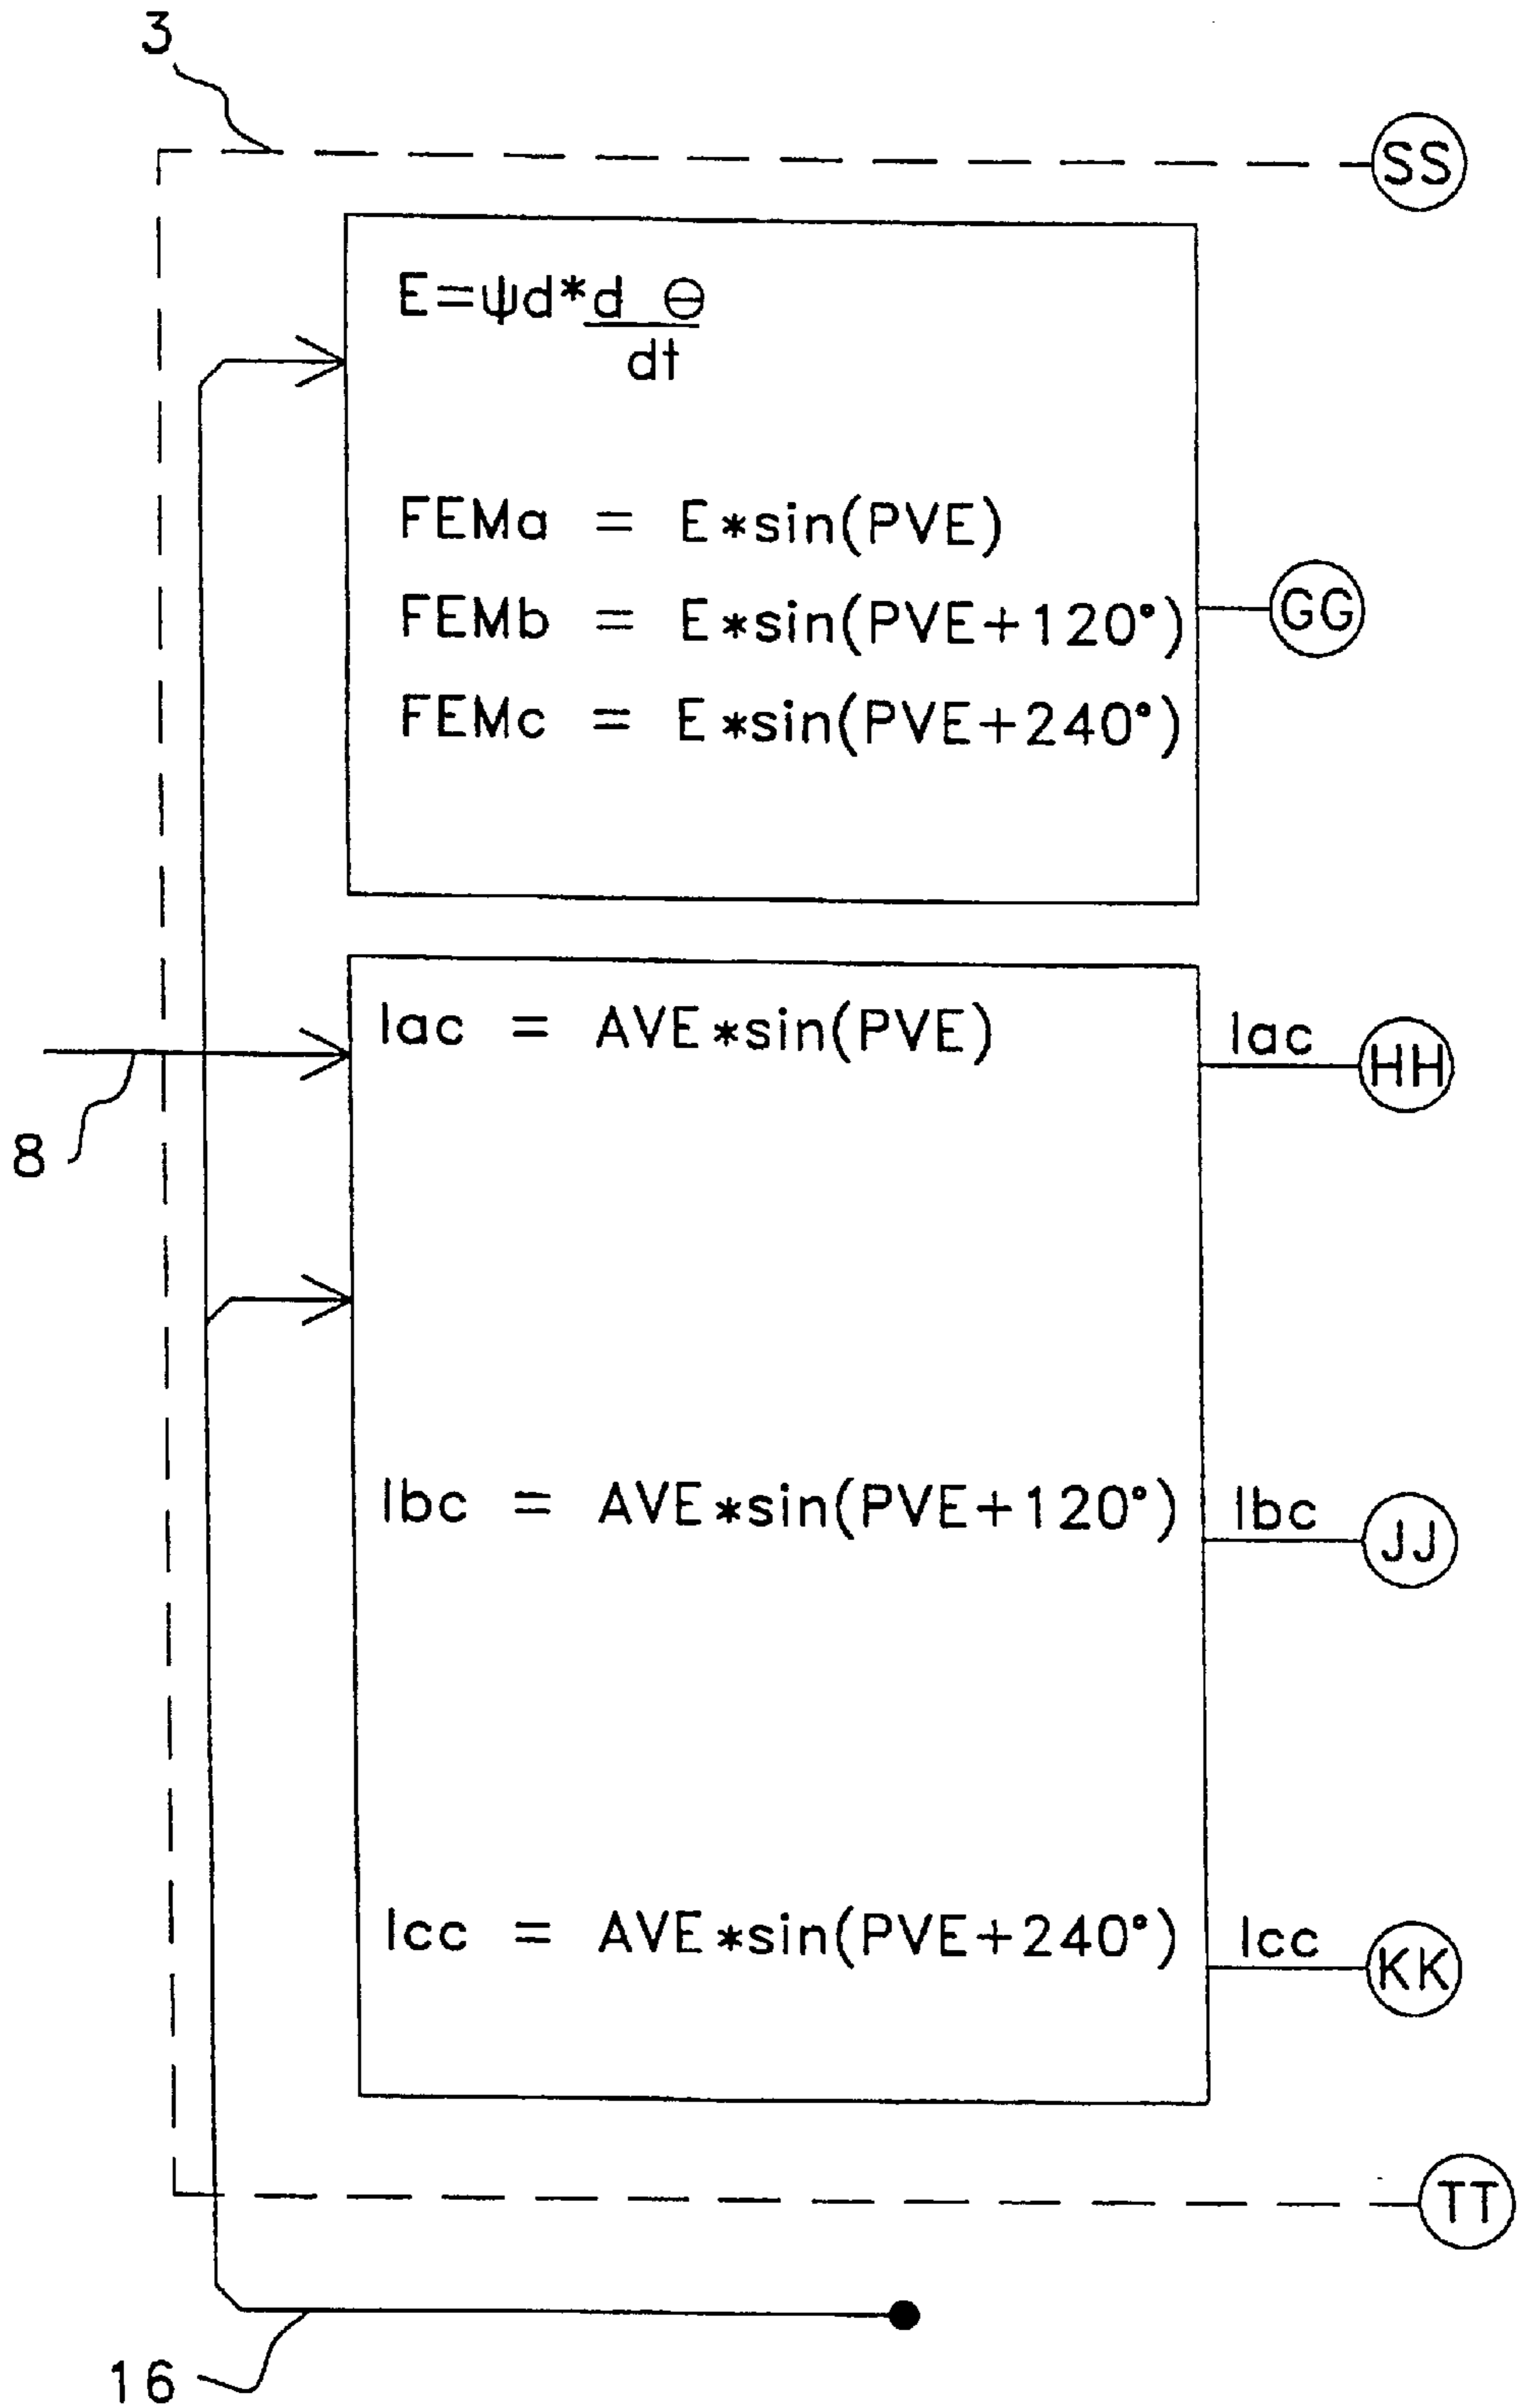 3
SS
E=ψd*d Θ
dt
FEMa = E*sin(PVE)
FEMb = E*sin(PVE+120°)
GG
FEMc = E*sin(PVE+240°)
Iac = AVE*sin(PVE)
Iac
HH
8
Ibc = AVE*sin(PVE+120°)
Ibc
JJ
Icc = AVE*sin(PVE+240°)
Icc
KK
TT
16